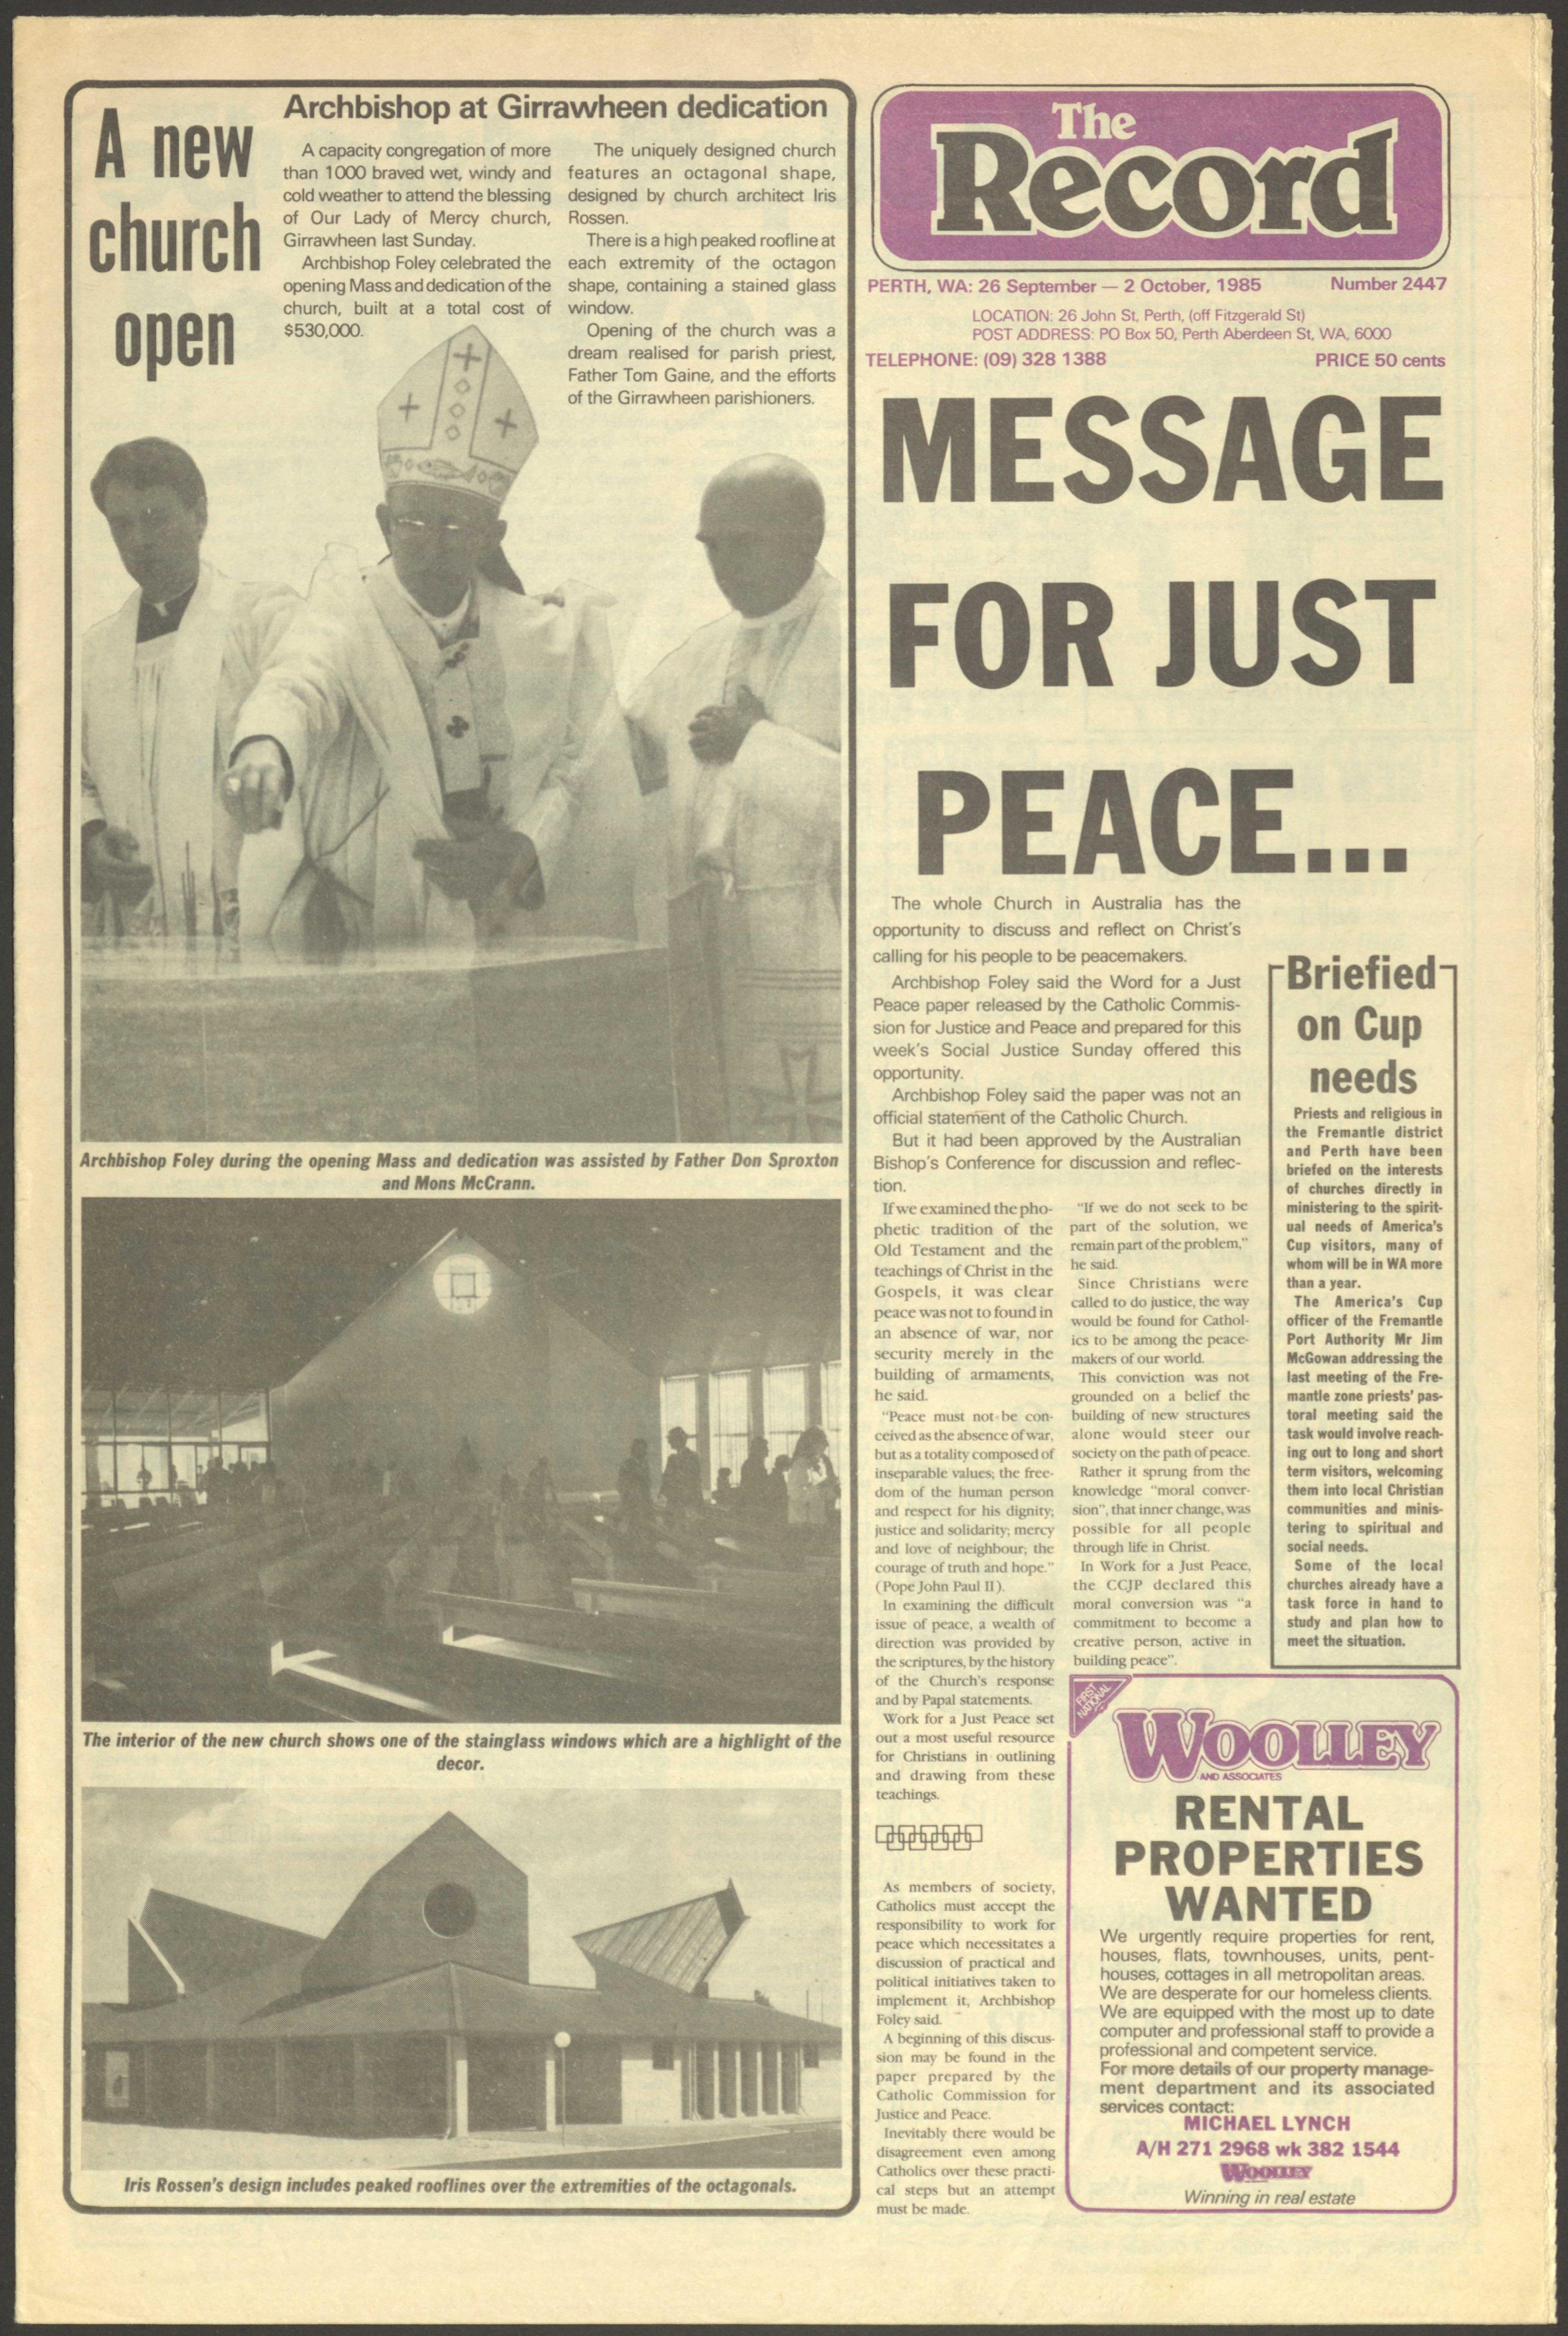 A new
church
open
Archbishop at Girrawheen dedication
A capacity congregation of more
than 1000 braved wet, windy and
cold weather to attend the blessing
of Our Lady of Mercy church,
Girrawheen last Sunday.
Archbishop Foley celebrated the
opening Mass and dedication of the
church, built at a total cost of
$530,000.
The uniquely designed church
features an octagonal shape,
designed by church architect Iris
Rossen.
There is a high peaked roofline at
each extremity of the octagon
shape, containing a stained glass
window.
Opening of the church was a
dream realised for parish priest,
Father Tom Gaine, and the efforts
of the Girrawheen parishioners.
Archbishop Foley during the opening Mass and dedication was assisted by Father Don Sproxton
and Mons McCrann.
The interior of the new church shows one of the stainglass windows which are a highlight of the
decor.
Iris Rossen's design includes peaked rooflines over the extremities of the octagonals.
The
Record
PERTH, WA: 26 September — 2 October, 1985 Number 2447
LOCATION: 26 John St, Perth, (off Fitzgerald St)
POST ADDRESS: PO Box 50, Perth Aberdeen St, WA, 6000
TELEPHONE: (09) 328 1388 PRICE 50 cents
MESSAGE
FOR JUST
PEACE...
The whole Church in Australia has the
opportunity to discuss and reflect on Christ's
calling for his people to be peacemakers.
Archbishop Foley said the Word for a Just
Peace paper released by the Catholic Commis-
sion for Justice and Peace and prepared for this
week's Social Justice Sunday offered this
opportunity.
Archbishop Foley said the paper was not an
official statement of the Catholic Church.
But it had been approved by the Australian
Bishop's Conference for discussion and reflec-
tion.
If we examined the pho-
phetic tradition of the
Old Testament and the
teachings of Christ in the
Gospels, it was clear
peace was not to found in
an absence of war, nor
security merely in the
building of armaments,
he said.
"Peace must not be con-
ceived as the absence of war,
but as a totality composed of
inseparable values; the free-
dom of the human person
and respect for his dignity;
justice and solidarity; mercy
and love of neighbour; the
courage of truth and hope."
(Pope John Paul II).
In examining the difficult
issue of peace, a wealth of
direction was provided by
the scriptures, by the history
of the Church's response
and by Papal statements.
Work for a Just Peace set
out a most useful resource
for Christians in outlining
and drawing from these
teachings.
As members of society,
Catholics must accept the
responsibility to work for
peace which necessitates a
discussion of practical and
political initiatives taken to
implement it, Archbishop
Foley said.
A beginning of this discus-
sion may be found in the
paper prepared by the
Catholic Commission for
Justice and Peace.
Inevitably there would be
disagreement even among
Catholics over these practi-
cal steps but an attempt
must be made.
"If we do not seek to be
part of the solution, we
remain part of the problem,"
he said.
Since Christians were
called to do justice, the way
would be found for Cathol-
ics to be among the peace-
makers of our world.
This conviction was not
grounded on a belief the
building of new structures
alone would steer our
society on the path of peace.
Rather it sprung from the
knowledge "moral conver-
sion", that inner change, was
possible for all people
through life in Christ.
In Work for a Just Peace,
the CCJP declared this
moral conversion was "a
commitment to become a
creative person, active in
building peace".
Briefied
on Cup
needs
Priests and religious in
the Fremantle district
and Perth have been
briefed on the interests
of churches directly in
ministering to the spirit-
ual needs of America's
Cup visitors, many of
whom will be in WA more
than a year.
The America's Cup
officer of the Fremantle
Port Authority Mr Jim
McGowan addressing the
last meeting of the Fre-
mantle zone priests' pas-
toral meeting said the
task would involve reach-
ing out to long and short
term visitors, welcoming
them into local Christian
communities and minis-
tering to spiritual and
social needs.
Some of the local
churches already have a
task force in hand to
study and plan how to
meet the situation.
FIRST
NATIONAL
WOOLLEY
AND ASSOCIATES
RENTAL
PROPERTIES
WANTED
We urgently require properties for rent,
houses, flats, townhouses, units, pent-
houses, cottages in all metropolitan areas.
We are desperate for our homeless clients.
We are equipped with the most up to date
computer and professional staff to provide a
professional and competent service.
For more details of our property manage-
ment department and its associated
services contact:
MICHAEL LYNCH
A/H 271 2968 wk 382 1544
WOOLLEY
Winning in real estate